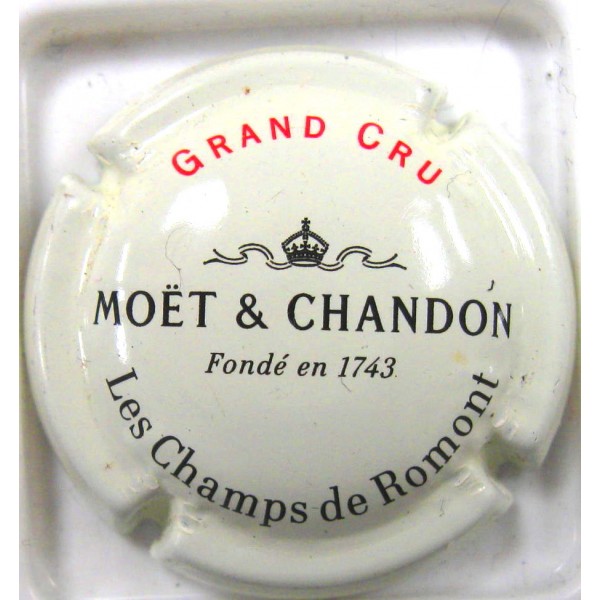 GRAND CRU
MOËT & CHANDON
Fondé en 1743
Les Champs de Romont